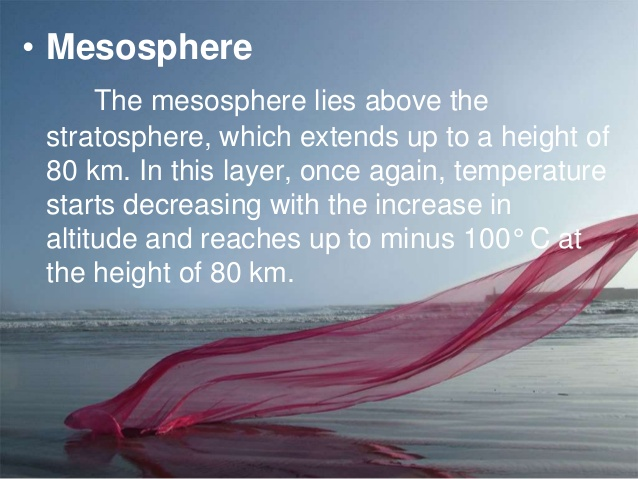 • Mesosphere
The mesosphere lies above the
stratosphere, which extends up to a height of
80 km. In this layer, once again, temperature
starts decreasing with the increase in
altitude and reaches up to minus 100° C at
the height of 80 km.